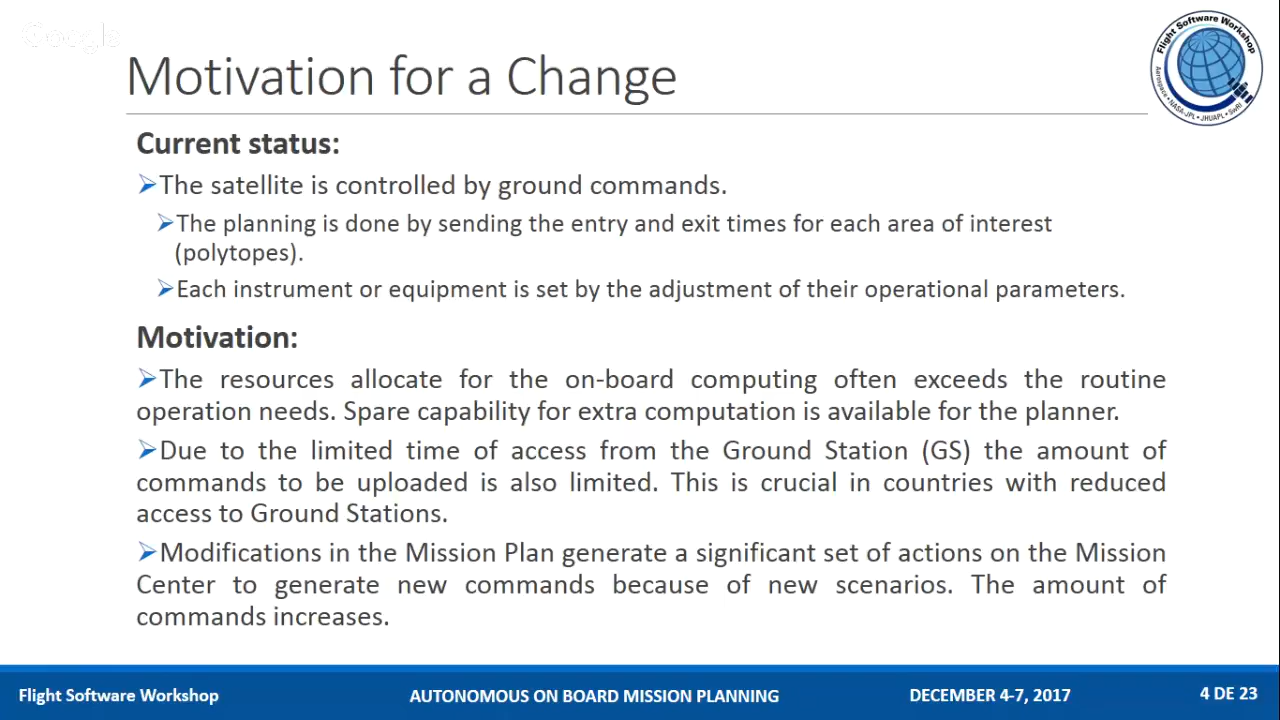 Google
Motivation for a Change
Flight Software Workshop
Aerospace • NASA-JPL • JHUAPL • SwRI
Current status:
➢The satellite is controlled by ground commands.
➢The planning is done by sending the entry and exit times for each area of interest
(polytopes).
➢Each instrument or equipment is set by the adjustment of their operational parameters.
Motivation:
➢The resources allocate for the on-board computing often exceeds the routine
operation needs. Spare capability for extra computation is available for the planner.
➢Due to the limited time of access from the Ground Station (GS) the amount of
commands to be uploaded is also limited. This is crucial in countries with reduced
access to Ground Stations.
➢Modifications in the Mission Plan generate a significant set of actions on the Mission
Center to generate new commands because of new scenarios. The amount of
commands increases.
Flight Software Workshop
AUTONOMOUS ON BOARD MISSION PLANNING
DECEMBER 4-7, 2017
4 DE 23